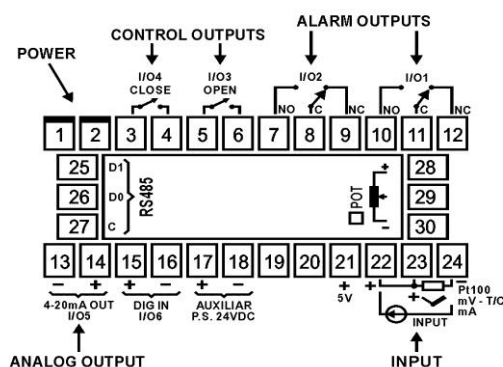 ALARM OUTPUTS
CONTROL OUTPUTS
POWER
I/O4
CLOSE
I/O3
OPEN
I/O2
I/O1
NO C NC NO C NC
1 2 3 4 5 6 7 8 9 10 11 12
25 D1 28
26 D0 RS485 POT + 29
27 C - 30
13 14 15 16 17 18 19 20 21 22 23 24
− + + − + − + + + −
4-20mA OUT
I/O5
DIG IN
I/O6
AUXILIAR
P.S. 24VDC
5V
Pt100
mV - T/C
mA
INPUT
ANALOG OUTPUT
INPUT